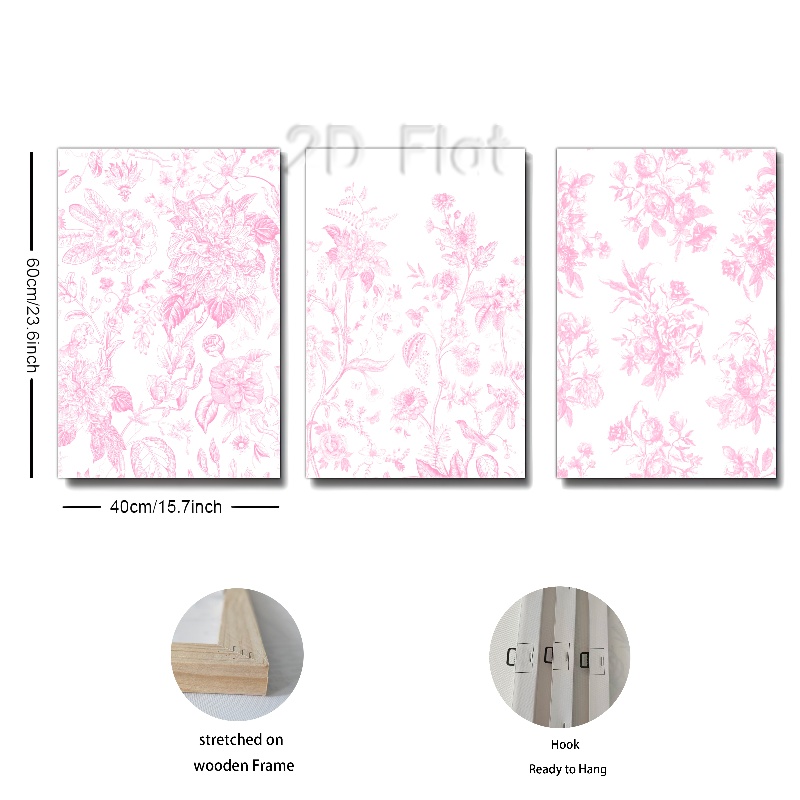 2D Flat
60cm/23.6inch
40cm/15.7inch
stretched on
wooden Frame
Hook
Ready to Hang